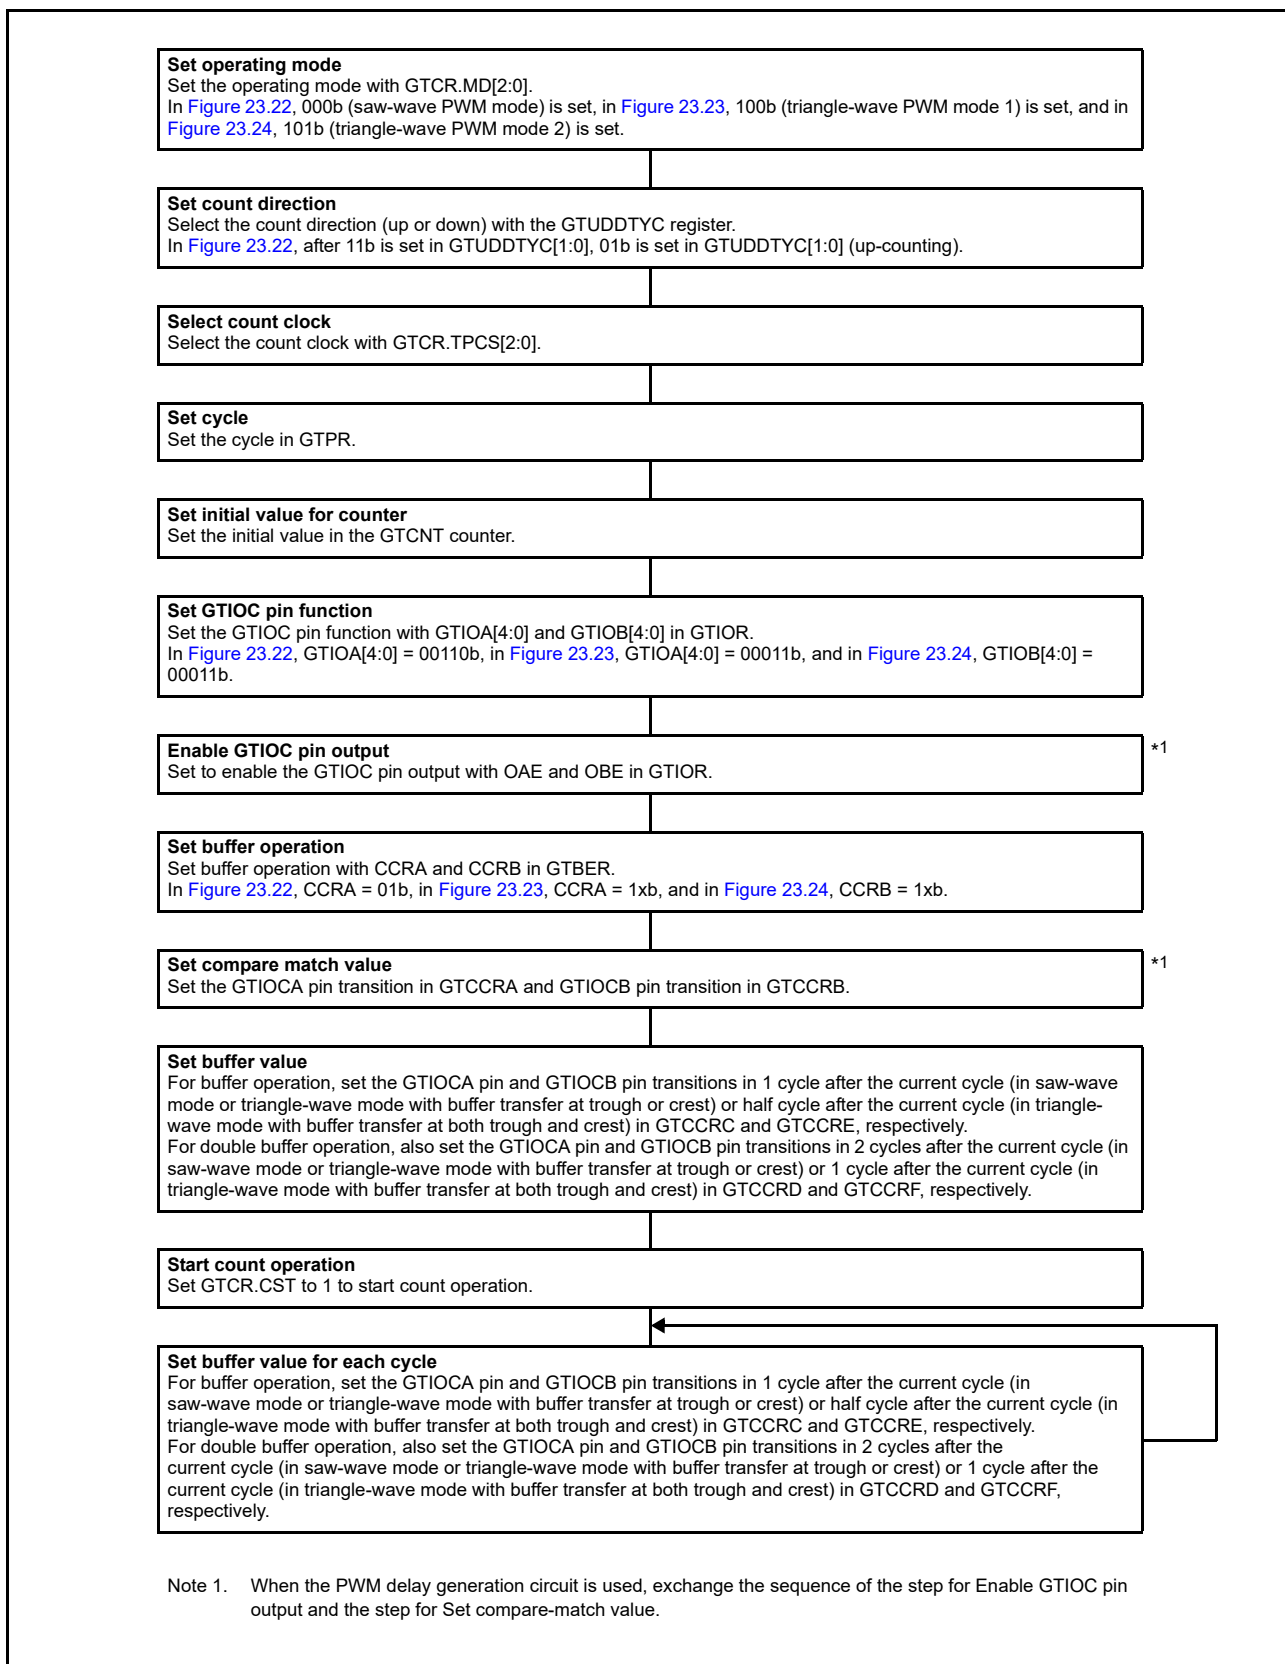 Set operating mode
Set the operating mode with GTCR.MD[2:0].
In Figure 23.22, 000b (saw-wave PWM mode) is set, in Figure 23.23, 100b (triangle-wave PWM mode 1) is set, and in
Figure 23.24, 101b (triangle-wave PWM mode 2) is set.
Set count direction
Select the count direction (up or down) with the GTUDDTYC register.
In Figure 23.22, after 11b is set in GTUDDTYC[1:0], 01b is set in GTUDDTYC[1:0] (up-counting).
Select count clock
Select the count clock with GTCR.TPCS[2:0].
Set cycle
Set the cycle in GTPR.
Set initial value for counter
Set the initial value in the GTCNT counter.
Set GTIOC pin function
Set the GTIOC pin function with GTIOA[4:0] and GTIOB[4:0] in GTIOR.
In Figure 23.22, GTIOA[4:0] = 00110b, in Figure 23.23, GTIOA[4:0] = 00011b, and in Figure 23.24, GTIOB[4:0] =
00011b.
Enable GTIOC pin output *1
Set to enable the GTIOC pin output with OAE and OBE in GTIOR.
Set buffer operation
Set buffer operation with CCRA and CCRB in GTBER.
In Figure 23.22, CCRA = 01b, in Figure 23.23, CCRA = 1xb, and in Figure 23.24, CCRB = 1xb.
Set compare match value *1
Set the GTIOCA pin transition in GTCCRA and GTIOCB pin transition in GTCCRB.
Set buffer value
For buffer operation, set the GTIOCA pin and GTIOCB pin transitions in 1 cycle after the current cycle (in saw-wave
mode or triangle-wave mode with buffer transfer at trough or crest) or half cycle after the current cycle (in triangle-
wave mode with buffer transfer at both trough and crest) in GTCCRC and GTCCRE, respectively.
For double buffer operation, also set the GTIOCA pin and GTIOCB pin transitions in 2 cycles after the current cycle (in
saw-wave mode or triangle-wave mode with buffer transfer at trough or crest) or 1 cycle after the current cycle (in
triangle-wave mode with buffer transfer at both trough and crest) in GTCCRD and GTCCRF, respectively.
Start count operation
Set GTCR.CST to 1 to start count operation.
Set buffer value for each cycle
For buffer operation, set the GTIOCA pin and GTIOCB pin transitions in 1 cycle after the current cycle (in
saw-wave mode or triangle-wave mode with buffer transfer at trough or crest) or half cycle after the current cycle (in
triangle-wave mode with buffer transfer at both trough and crest) in GTCCRC and GTCCRE, respectively.
For double buffer operation, also set the GTIOCA pin and GTIOCB pin transitions in 2 cycles after the
current cycle (in saw-wave mode or triangle-wave mode with buffer transfer at trough or crest) or 1 cycle after the
current cycle (in triangle-wave mode with buffer transfer at both trough and crest) in GTCCRD and GTCCRF,
respectively.
Note 1. When the PWM delay generation circuit is used, exchange the sequence of the step for Enable GTIOC pin
output and the step for Set compare-match value.